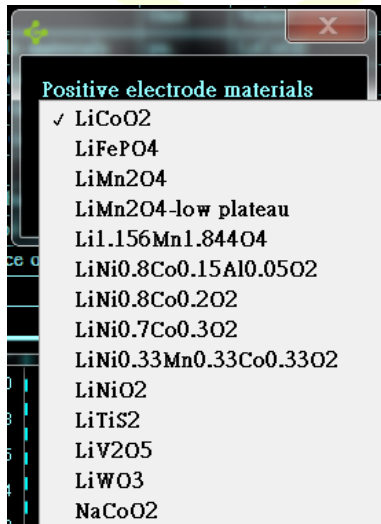 X
Positive electrode materials
✓ LiCoO2
LiFePO4
LiMn2O4
LiMn2O4-low plateau
Li1.156Mn1.844O4
LiNi0.8Co0.15Al0.05O2
LiNi0.8Co0.2O2
LiNi0.7Co0.3O2
LiNi0.33Mn0.33Co0.33O2
LiNiO2
LiTiS2
LiV2O5
LiWO3
NaCoO2